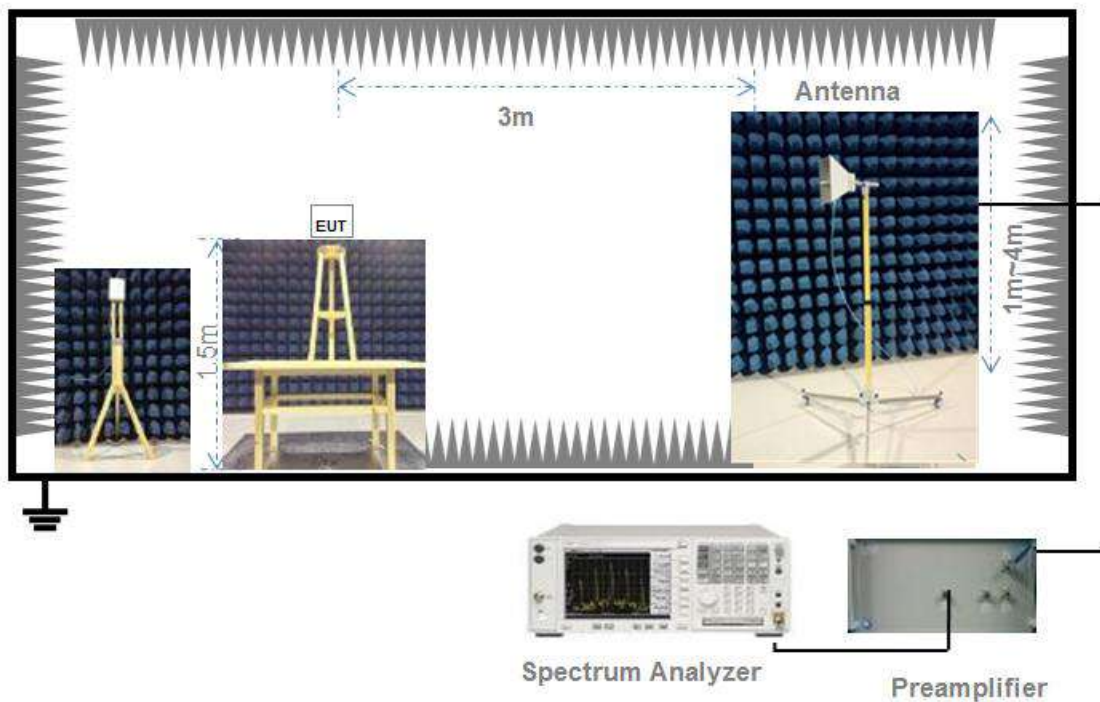 Antenna
3m
EUT
1.5m
1m~4m
Spectrum Analyzer
Preamplifier